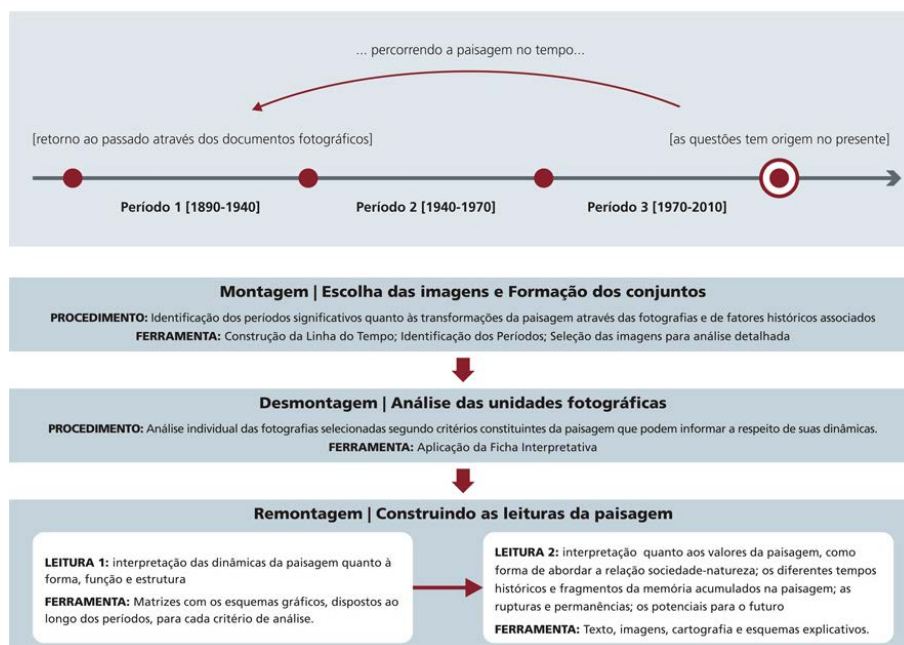 ... percorrendo a paisagem no tempo...
[retorno ao passado através dos documentos fotográficos]
[as questões tem origem no presente]
Período 1 [1890-1940]
Período 2 [1940-1970]
Período 3 [1970-2010]
Montagem | Escolha das imagens e Formação dos conjuntos
PROCEDIMENTO: Identificação dos períodos significativos quanto às transformações da paisagem através das fotografias e de fatores históricos associados
FERRAMENTA: Construção da Linha do Tempo; Identificação dos Períodos; Seleção das imagens para análise detalhada
Desmontagem | Análise das unidades fotográficas
PROCEDIMENTO: Análise individual das fotografias selecionadas segundo critérios constituintes da paisagem que podem informar a respeito de suas dinâmicas.
FERRAMENTA: Aplicação da Ficha Interpretativa
Remontagem | Construindo as leituras da paisagem
LEITURA 1: interpretação das dinâmicas da paisagem quanto à
forma, função e estrutura
FERRAMENTA: Matrizes com os esquemas gráficos, dispostos ao
longo dos períodos, para cada critério de análise.
LEITURA 2: interpretação quanto aos valores da paisagem, como
forma de abordar a relação sociedade-natureza; os diferentes tempos
históricos e fragmentos da memória acumulados na paisagem; as
rupturas e permanências; os potenciais para o futuro
FERRAMENTA: Texto, imagens, cartografia e esquemas explicativos.